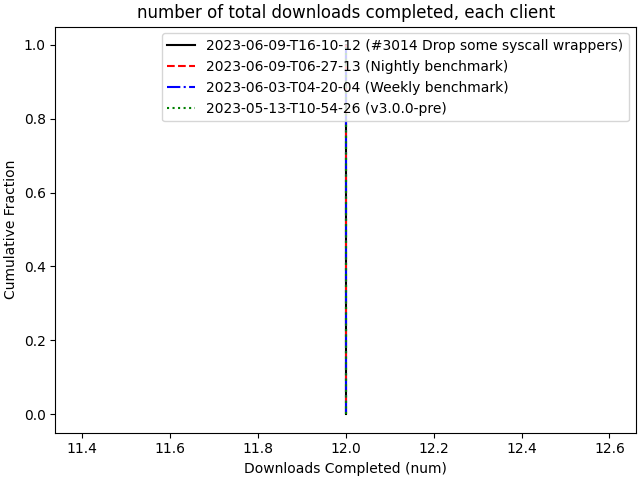 number of total downloads completed, each client
2023-06-09-T16-10-12 (#3014 Drop some syscall wrappers)
2023-06-09-T06-27-13 (Nightly benchmark)
2023-06-03-T04-20-04 (Weekly benchmark)
2023-05-13-T10-54-26 (v3.0.0-pre)
Cumulative Fraction
1.0
0.8
0.6
0.4
0.2
0.0
11.4 11.6 11.8 12.0 12.2 12.4 12.6
Downloads Completed (num)